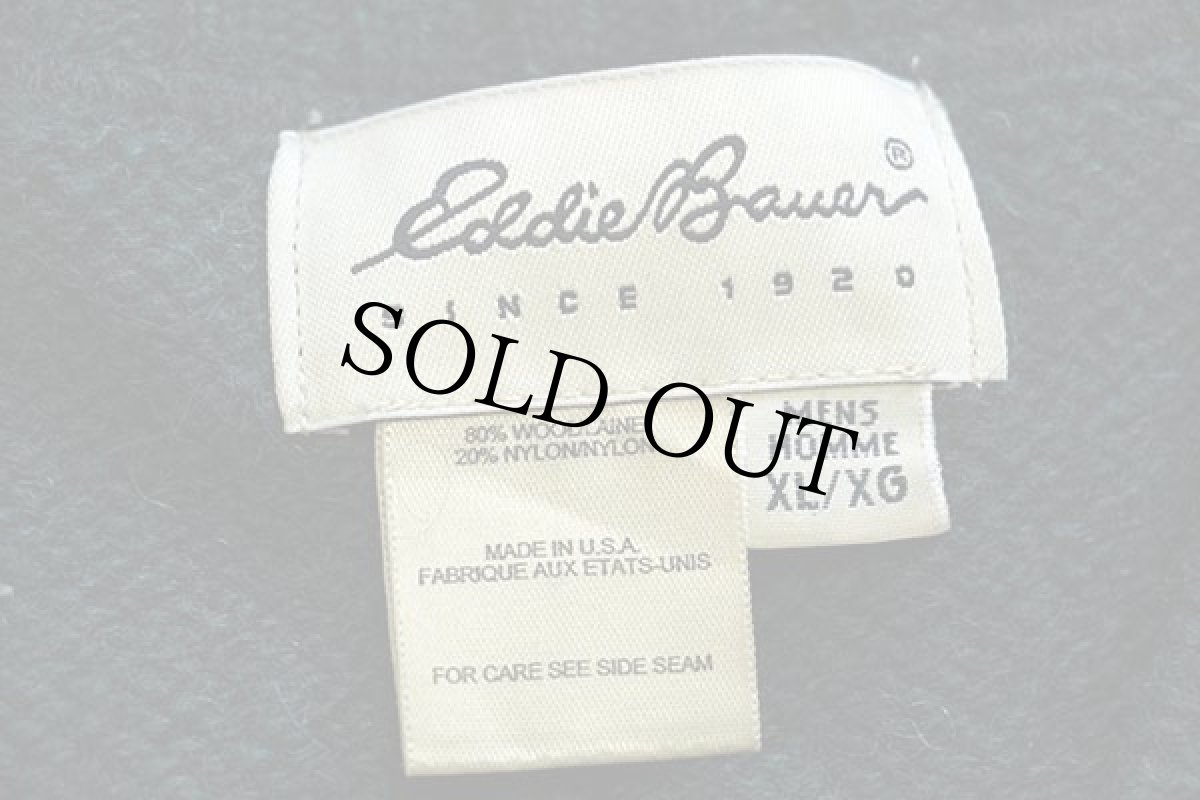 Eddie Bauer®
SINCE 1920
SOLD OUT
80% WOOL/LAINE
20% NYLON/NYLON
MENS
HOMME
XL/XG
MADE IN U.S.A.
FABRIQUE AUX ETATS-UNIS
FOR CARE SEE SIDE SEAM